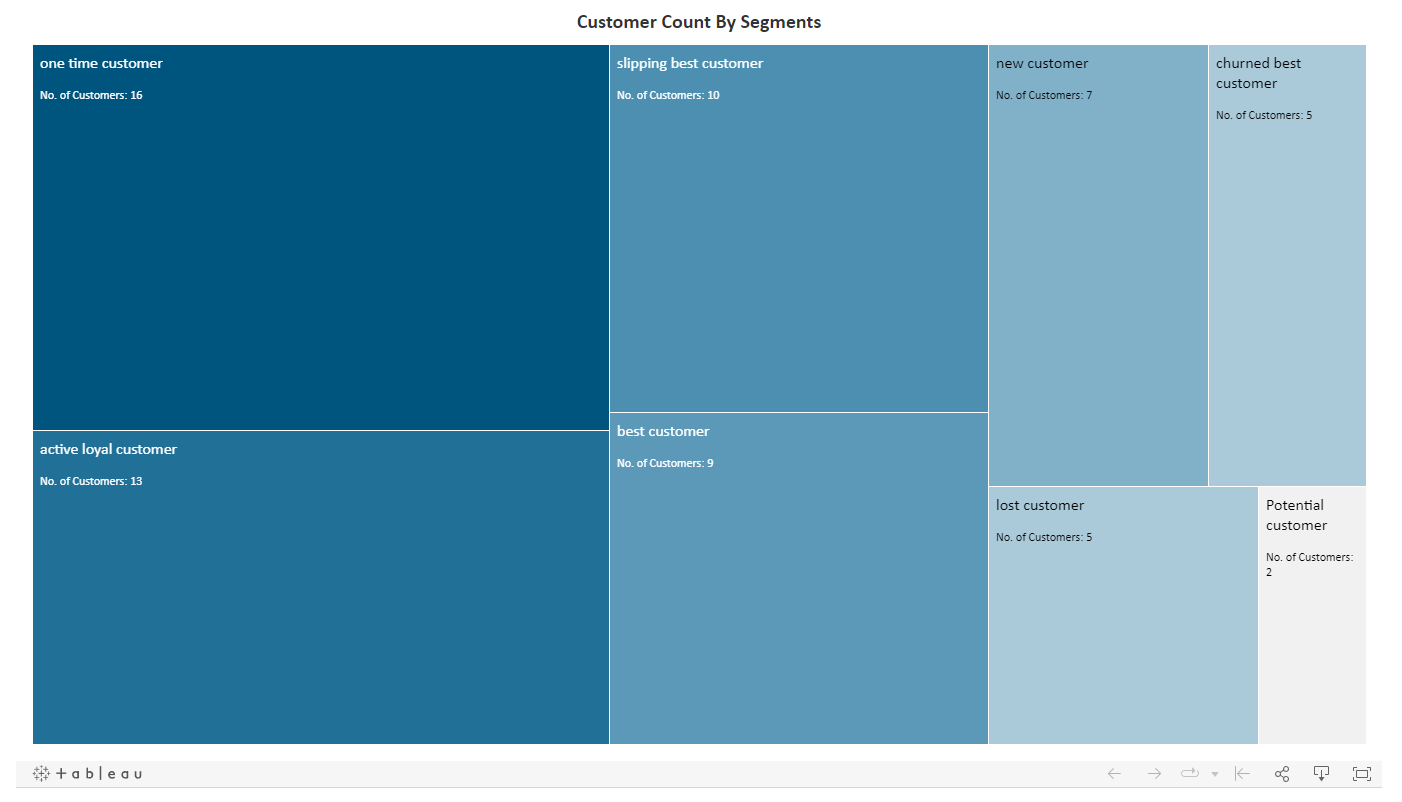 Customer Count By Segments
one time customer
No. of Customers: 16
active loyal customer
No. of Customers: 13
slipping best customer
No. of Customers: 10
best customer
No. of Customers: 9
new customer
No. of Customers: 7
churned best
customer
No. of Customers: 5
lost customer
No. of Customers: 5
Potential
customer
No. of Customers:
2
+ a b l e a u